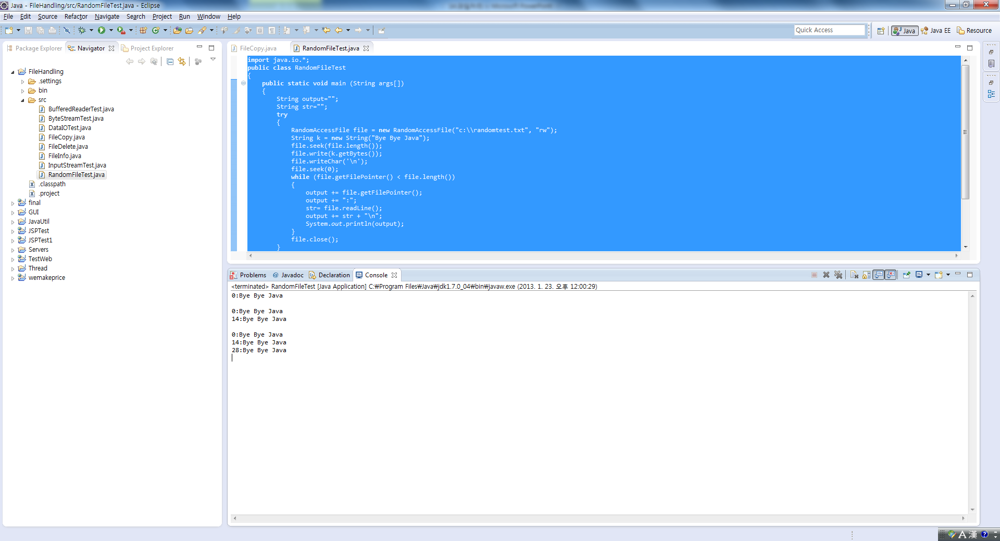 Java - FileHandling/src/RandomFileTest.java - Eclipse
File Edit Source Refactor Navigate Search Project Run Window Help
Quick Access
Java
Java EE
Resource
Package Explorer
Navigator
Project Explorer
FileHandling
.settings
bin
src
BufferedReaderTest.java
ByteStreamTest.java
DataIOTest.java
FileCopy.java
FileDelete.java
FileInfo.java
InputStreamTest.java
RandomFileTest.java
.classpath
.project
final
GUI
JavaUtil
JSPTest
JSPTest1
Servers
TestWeb
Thread
wemakeprice
FileCopy.java
RandomFileTest.java
import java.io.*;
public class RandomFileTest
{
public static void main (String args[])
{
String output="";
String str="";
try
{
RandomAccessFile file = new RandomAccessFile("c:\\randomtest.txt", "rw");
String k = new String("Bye Bye Java");
file.seek(file.length());
file.write(k.getBytes());
file.writeChar('\n');
file.seek(0);
while (file.getFilePointer() < file.length())
{
output += file.getFilePointer();
output += ":";
str= file.readLine();
output += str + "\n";
System.out.println(output);
}
file.close();
}
Problems
@ Javadoc
Declaration
Console
<terminated> RandomFileTest [Java Application] C:₩Program Files₩Java₩jdk1.7.0_04₩bin₩javaw.exe (2013. 1. 23. 오후 12:00:29)
0:Bye Bye Java
0:Bye Bye Java
14:Bye Bye Java
0:Bye Bye Java
14:Bye Bye Java
28:Bye Bye Java
A 漢